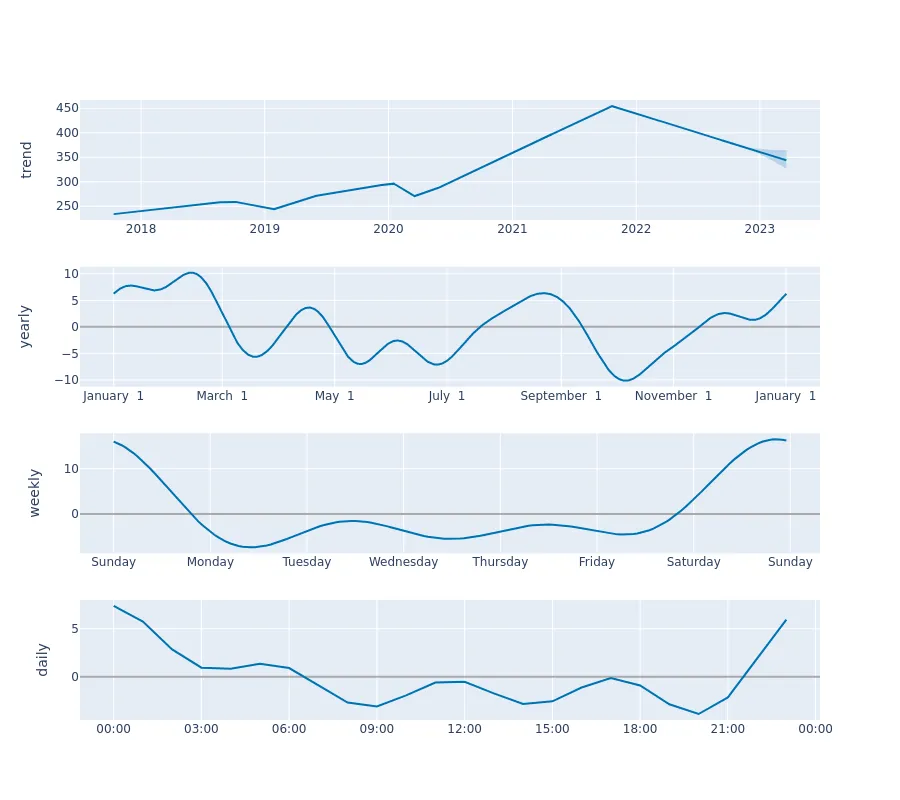 trend
450
400
350
300
250
2018 2019 2020 2021 2022 2023
yearly
10
5
0
−5
−10
January 1 March 1 May 1 July 1 September 1 November 1 January 1
weekly
10
0
Sunday Monday Tuesday Wednesday Thursday Friday Saturday Sunday
daily
5
0
00:00 03:00 06:00 09:00 12:00 15:00 18:00 21:00 00:00